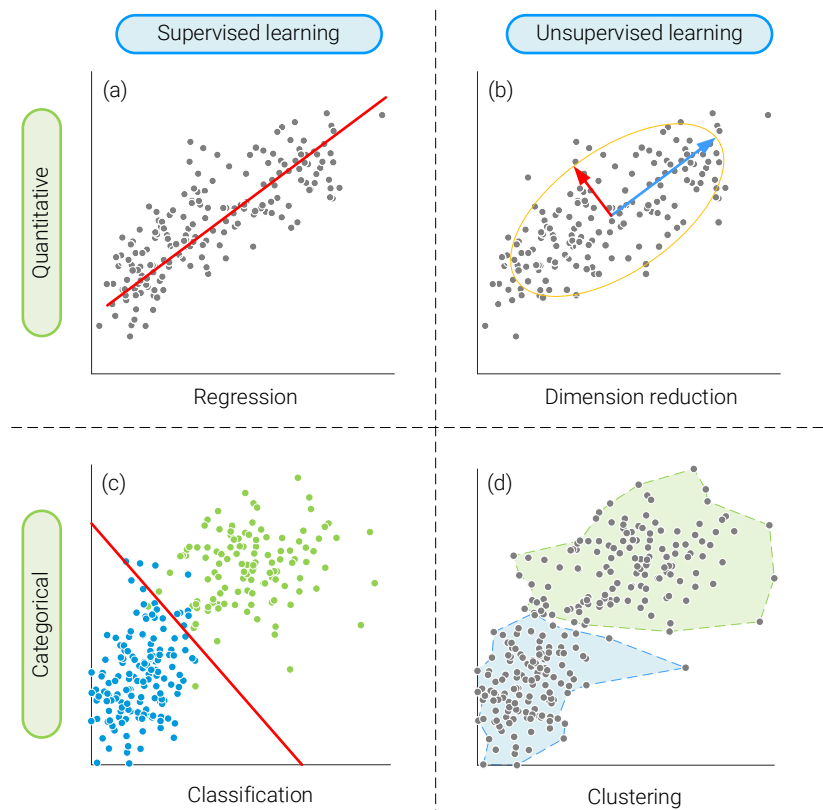 Supervised learning
Unsupervised learning
Quantitative
(a)
(b)
Regression
Dimension reduction
Categorical
(c)
(d)
Classification
Clustering